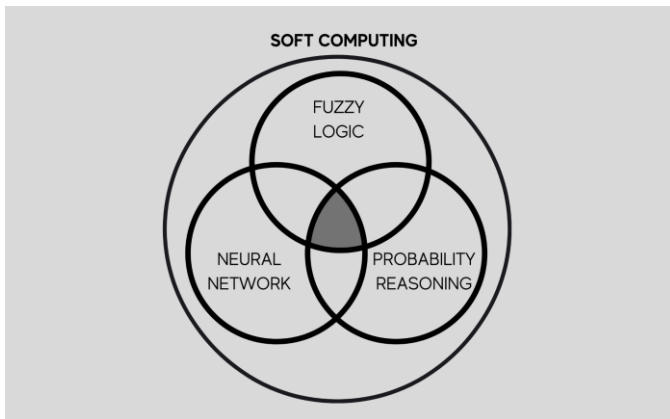 SOFT COMPUTING
FUZZY
LOGIC
NEURAL
NETWORK
PROBABILITY
REASONING